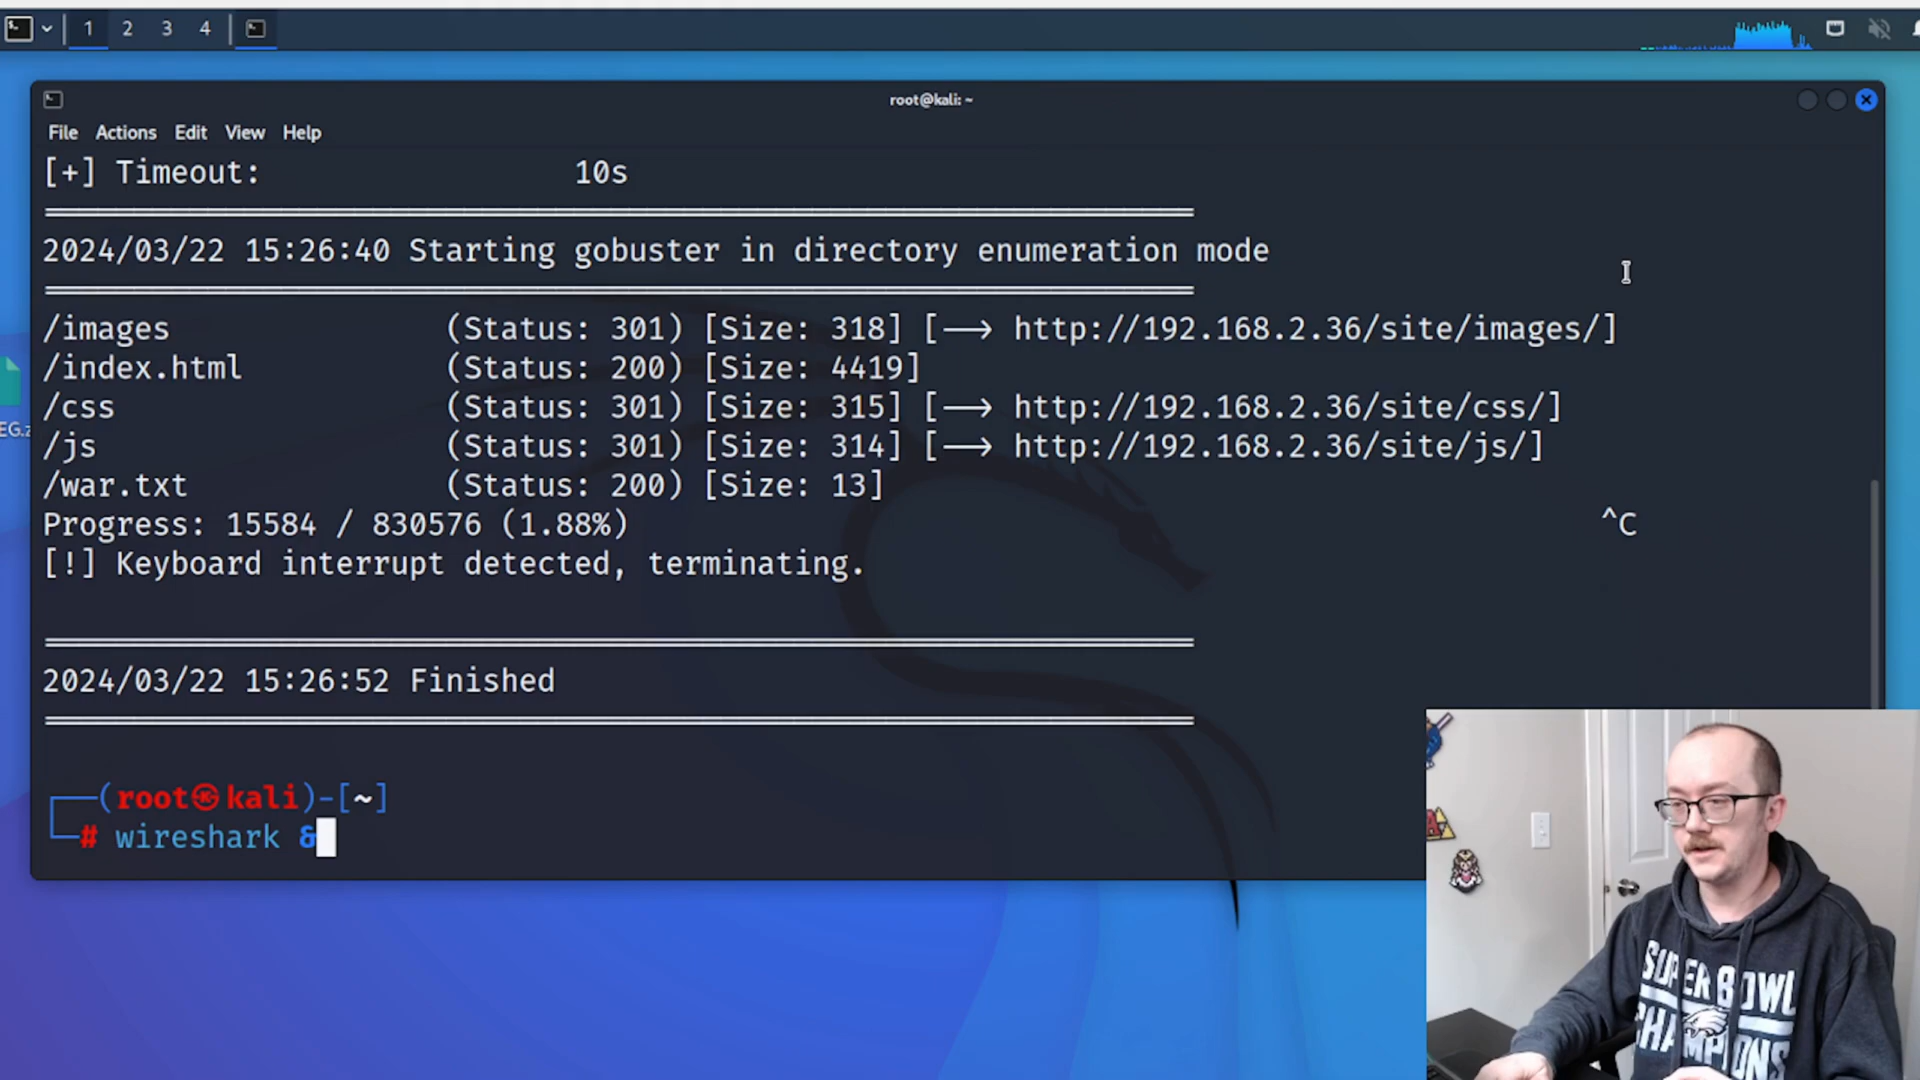 1 2 3 4
root@kali: ~
File Actions Edit View Help
[+] Timeout: 10s
2024/03/22 15:26:40 Starting gobuster in directory enumeration mode
/images (Status: 301) [Size: 318] [⟶ http://192.168.2.36/site/images/]
/index.html (Status: 200) [Size: 4419]
/css (Status: 301) [Size: 315] [⟶ http://192.168.2.36/site/css/]
/js (Status: 301) [Size: 314] [⟶ http://192.168.2.36/site/js/]
/war.txt (Status: 200) [Size: 13]
Progress: 15584 / 830576 (1.88%) ^C
[!] Keyboard interrupt detected, terminating.
2024/03/22 15:26:52 Finished
┌──(root㉿kali)-[~]
└─# wireshark &
EG.z
SUPER BOWL
CHAMPIONS